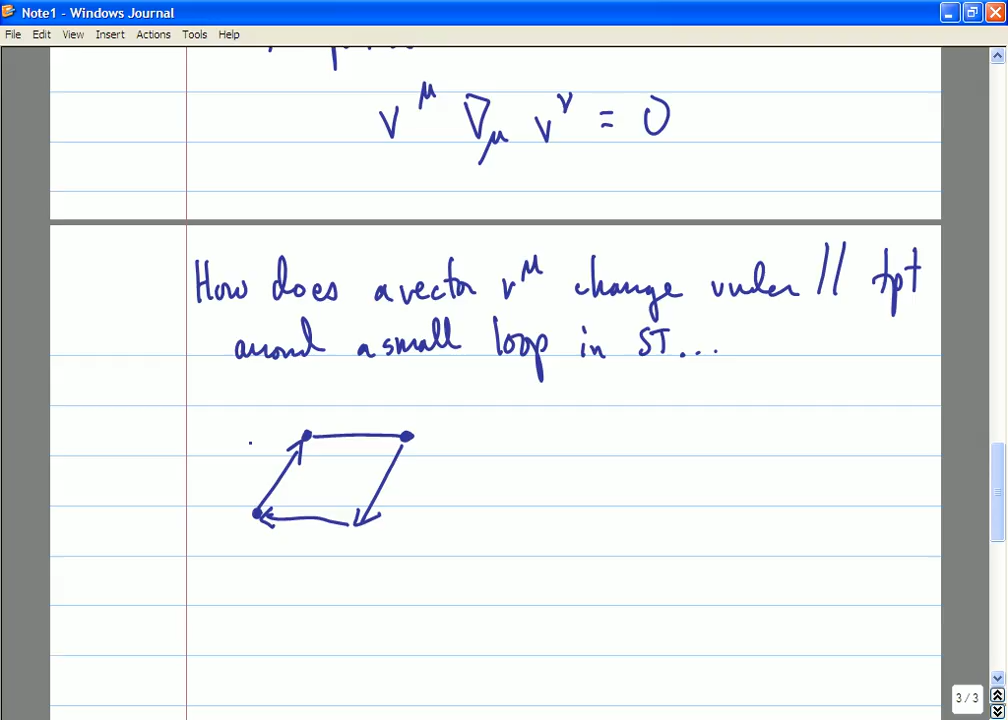 Note1 - Windows Journal
File Edit View Insert Actions Tools Help
v^μ ∇_μ v^ν = 0
How does a vector v^μ change under // tpt
around a small loop in ST...
3/3